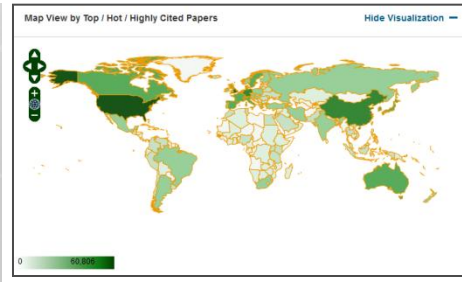 Map View by Top / Hot / Highly Cited Papers
Hide Visualization −
0
60,806